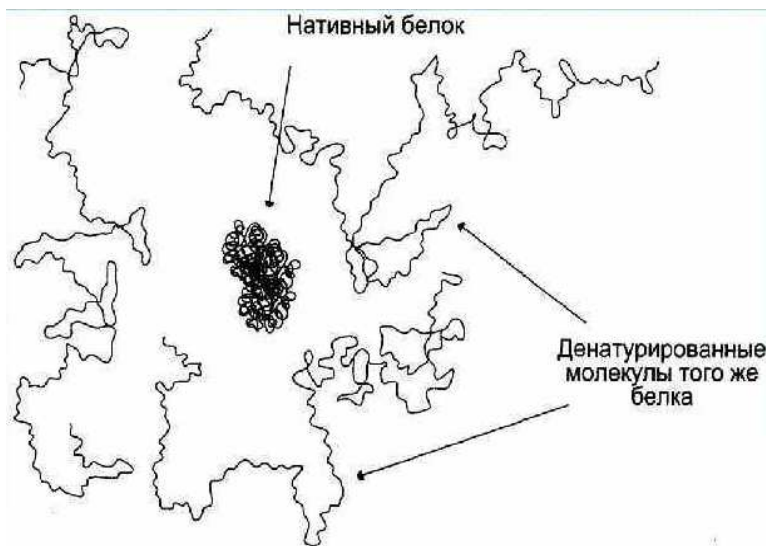 Нативный белок
Денатурированные
молекулы того же
белка